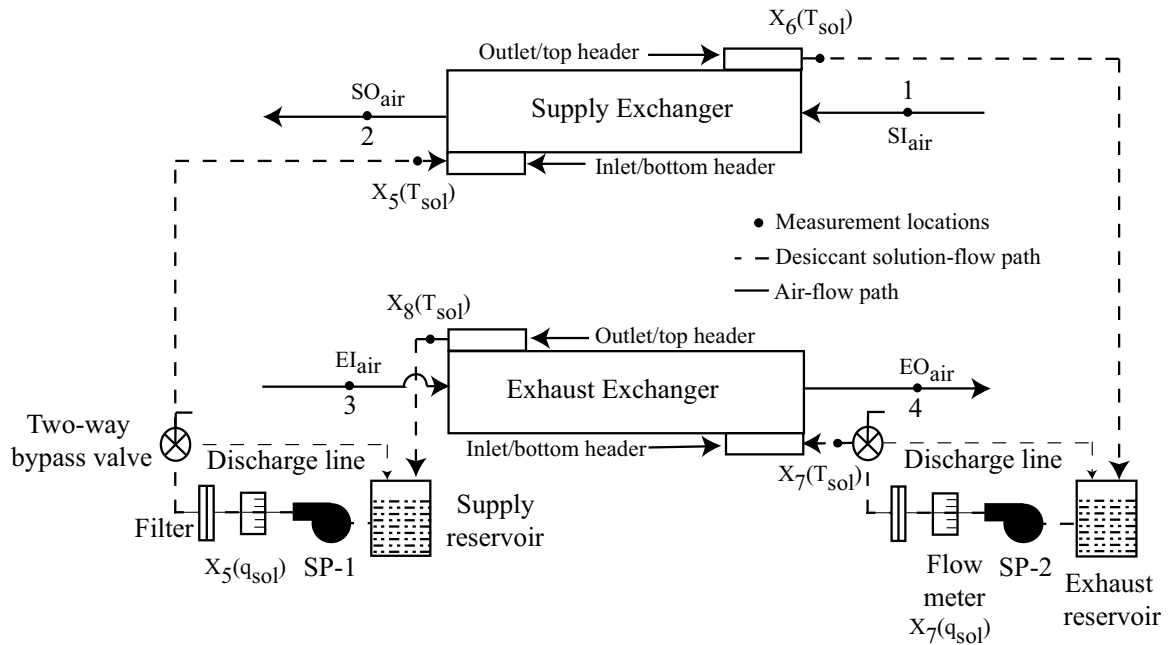 X6(Tsol)
Outlet/top header
SOair
2
Supply Exchanger
1
SIair
X5(Tsol)
Inlet/bottom header
Measurement locations
Desiccant solution-flow path
Air-flow path
X8(Tsol)
Outlet/top header
EIair
3
Exhaust Exchanger
EOair
4
Two-way
bypass valve
Inlet/bottom header
Discharge line
X7(Tsol)
Discharge line
Filter
X5(qsol)
SP-1
Supply
reservoir
Flow
meter
X7(qsol)
SP-2
Exhaust
reservoir